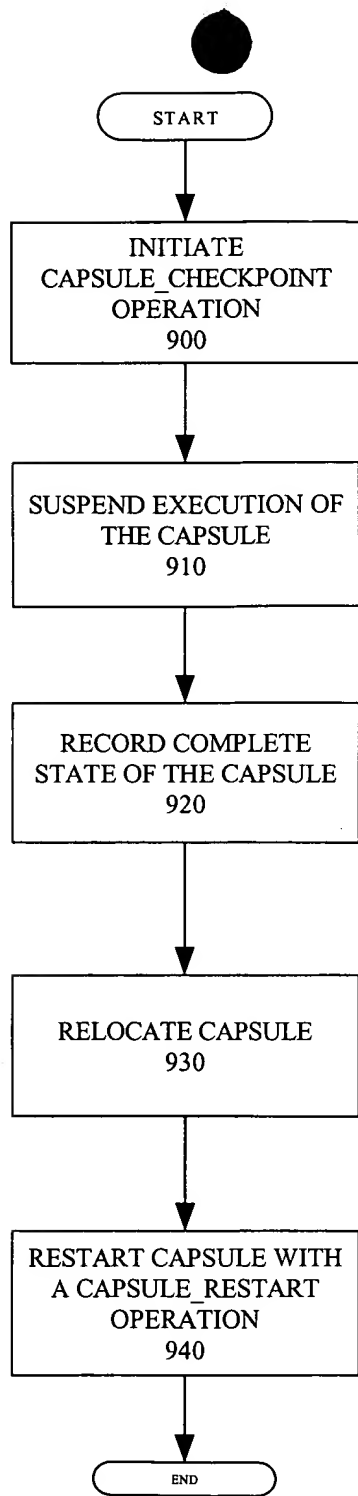 START
INITIATE
CAPSULE_CHECKPOINT
OPERATION
900
SUSPEND EXECUTION OF
THE CAPSULE
910
RECORD COMPLETE
STATE OF THE CAPSULE
920
RELOCATE CAPSULE
930
RESTART CAPSULE WITH
A CAPSULE_RESTART
OPERATION
940
END